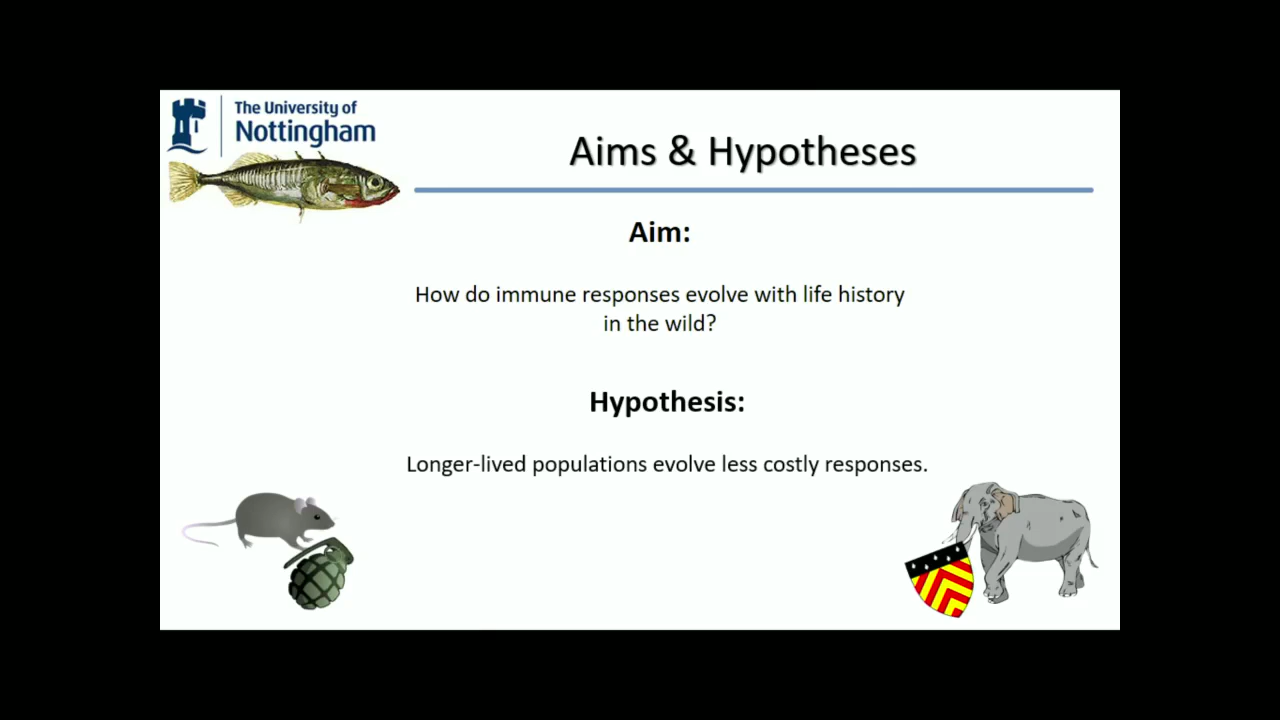 The University of
Nottingham
Aims & Hypotheses
Aim:
How do immune responses evolve with life history
in the wild?
Hypothesis:
Longer-lived populations evolve less costly responses.